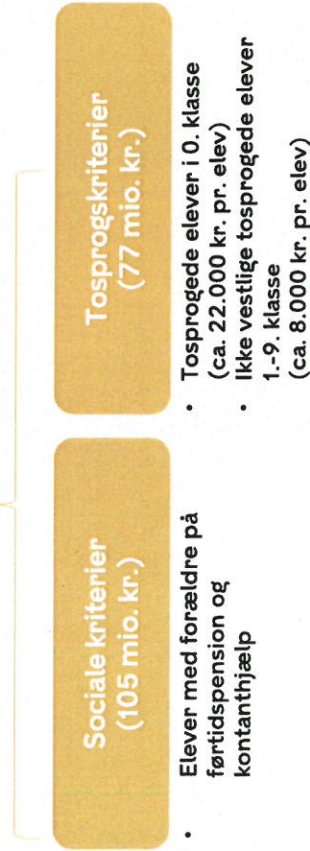 Sociale kriterier
(105 mio. kr.)
• Elever med forældre på
førtidspension og
kontanthjælp
Tosprogskriterier
(77 mio. kr.)
• Tosprogede elever i 0. klasse
(ca. 22.000 kr. pr. elev)
• Ikke vestlige tosprogede elever
1.-9. klasse
(ca. 8.000 kr. pr. elev)